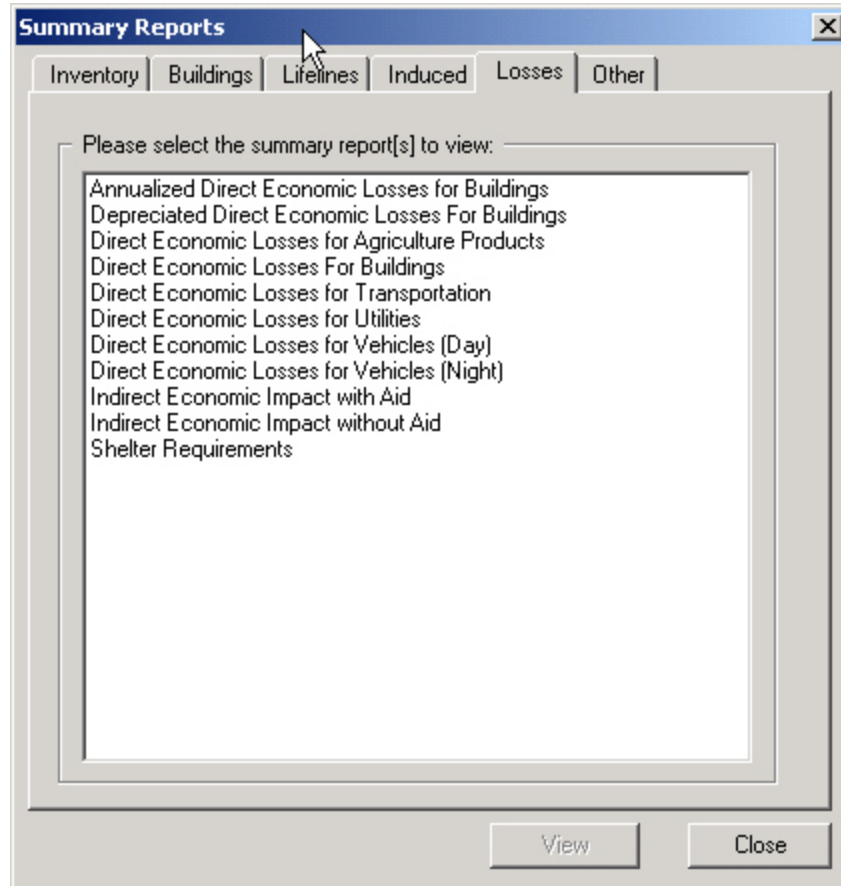 Summary Reports
Inventory Buildings Lifelines Induced Losses Other
Please select the summary report[s] to view:
Annualized Direct Economic Losses for Buildings
Depreciated Direct Economic Losses For Buildings
Direct Economic Losses for Agriculture Products
Direct Economic Losses For Buildings
Direct Economic Losses for Transportation
Direct Economic Losses for Utilities
Direct Economic Losses for Vehicles (Day)
Direct Economic Losses for Vehicles (Night)
Indirect Economic Impact with Aid
Indirect Economic Impact without Aid
Shelter Requirements
View Close